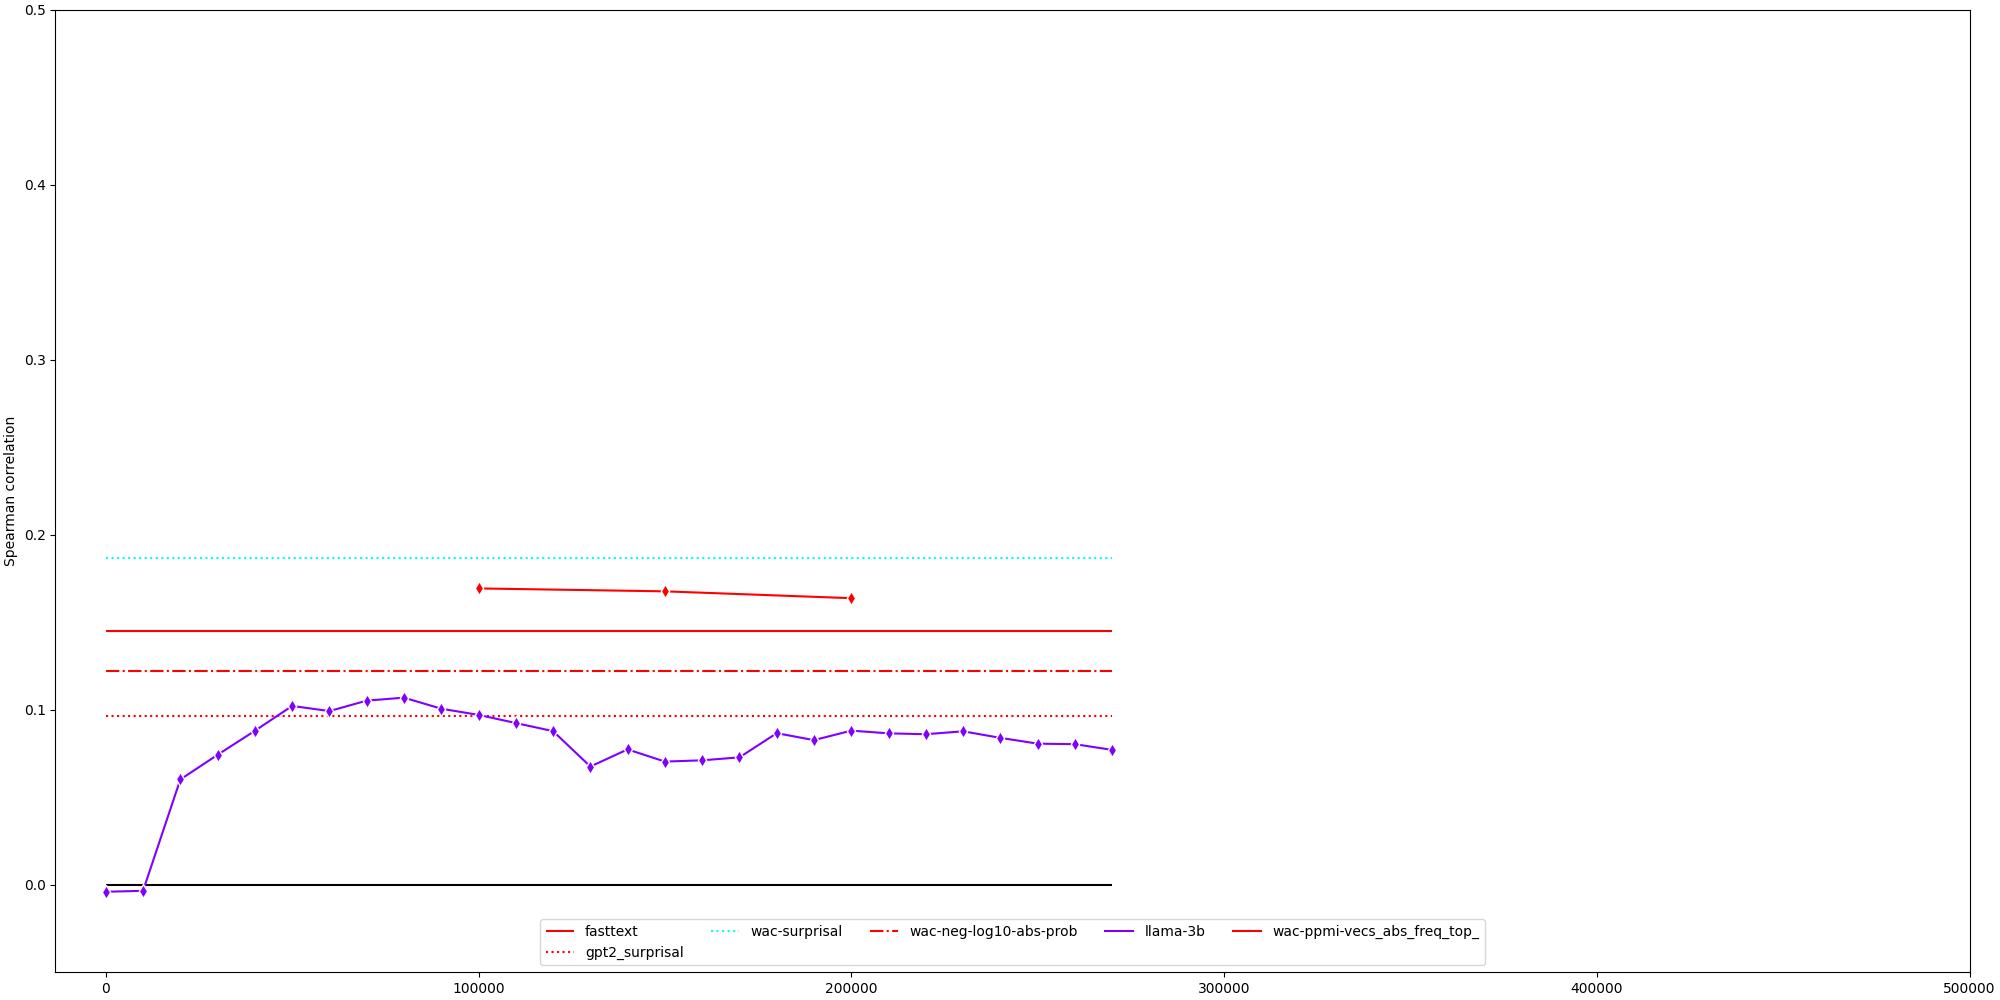 0.5
0.4
0.3
0.2
0.1
0.0
Spearman correlation
fasttext wac-surprisal wac-neg-log10-abs-prob llama-3b wac-ppmi-vecs_abs_freq_top_
gpt2_surprisal
0 100000 200000 300000 400000 500000